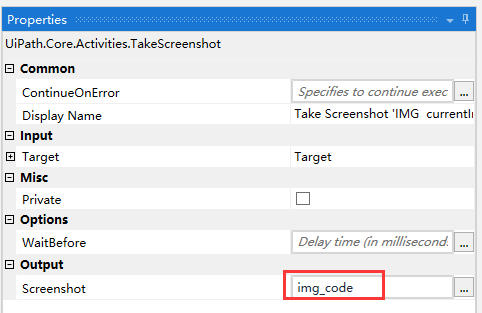 Properties
UiPath.Core.Activities.TakeScreenshot
Common
ContinueOnError Specifies to continue exec ...
Display Name Take Screenshot 'IMG currentI
Input
Target Target
Misc
Private
Options
WaitBefore Delay time (in millisecond. ...
Output
Screenshot img_code ...